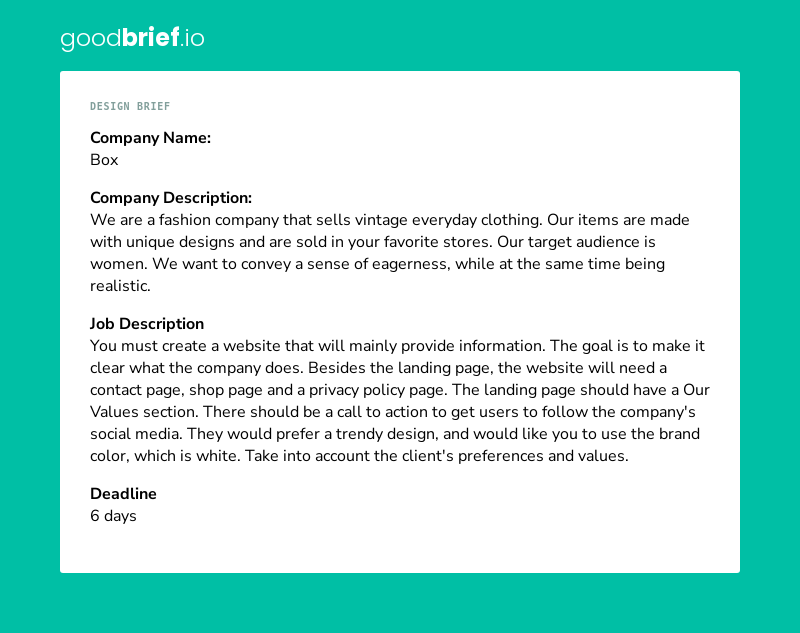 goodbrief.io
DESIGN BRIEF
Company Name:
Box
Company Description:
We are a fashion company that sells vintage everyday clothing. Our items are made
with unique designs and are sold in your favorite stores. Our target audience is
women. We want to convey a sense of eagerness, while at the same time being
realistic.
Job Description
You must create a website that will mainly provide information. The goal is to make it
clear what the company does. Besides the landing page, the website will need a
contact page, shop page and a privacy policy page. The landing page should have a Our
Values section. There should be a call to action to get users to follow the company's
social media. They would prefer a trendy design, and would like you to use the brand
color, which is white. Take into account the client's preferences and values.
Deadline
6 days